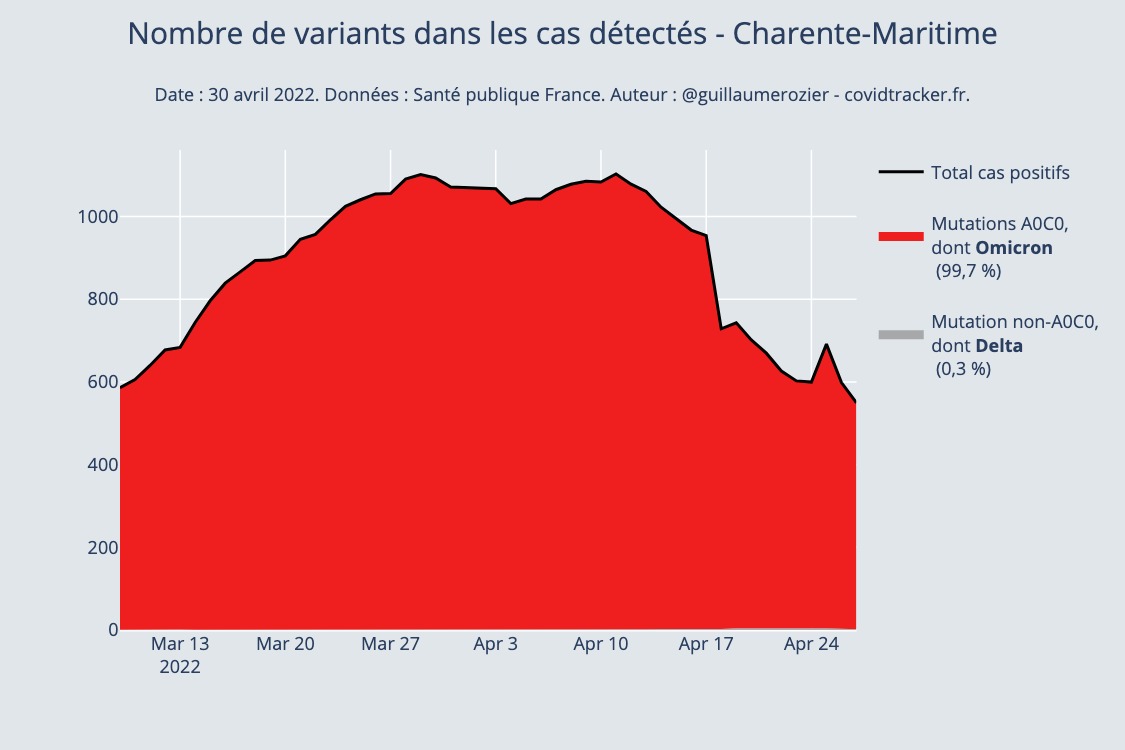 Nombre de variants dans les cas détectés - Charente-Maritime
Date : 30 avril 2022. Données : Santé publique France. Auteur : @guillaumerozier - covidtracker.fr.
Total cas positifs
Mutations A0C0,
dont Omicron
(99,7 %)
Mutation non-A0C0,
dont Delta
(0,3 %)
1000
800
600
400
200
0
Mar 13
2022
Mar 20
Mar 27
Apr 3
Apr 10
Apr 17
Apr 24